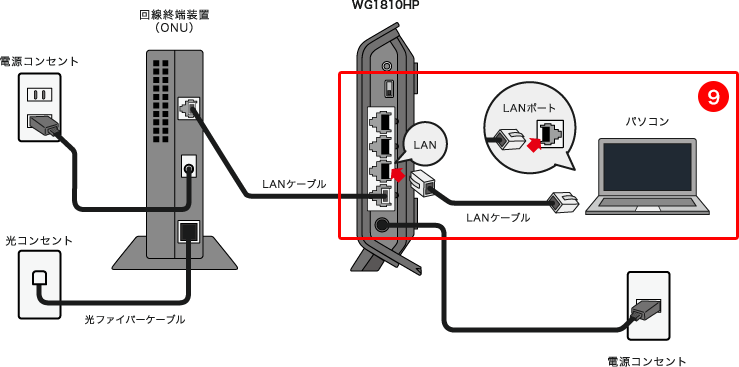 回線終端装置
（ONU）
WG1810HP
電源コンセント
9
LANポート
パソコン
LAN
LANケーブル
LANケーブル
光コンセント
光ファイバーケーブル
電源コンセント